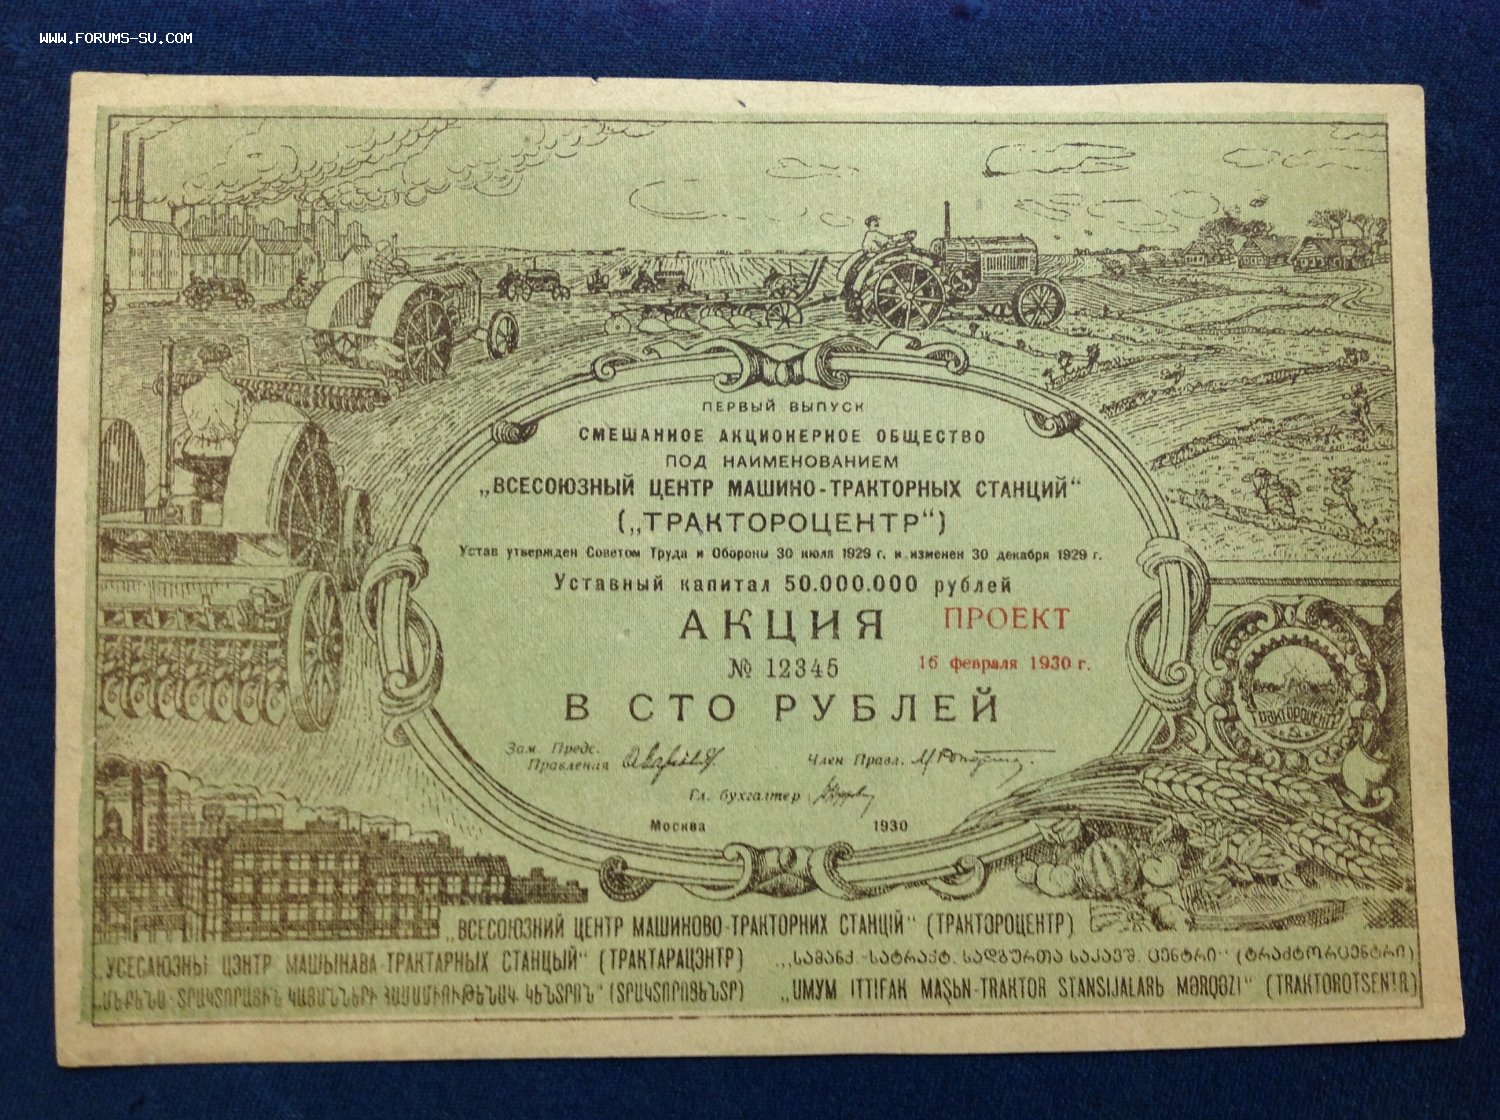 WWW.FORUMS-SU.COM
ПЕРВЫЙ ВЫПУСК
СМЕШАННОЕ АКЦИОНЕРНОЕ ОБЩЕСТВО
ПОД НАИМЕНОВАНИЕМ
„ВСЕСОЮЗНЫЙ ЦЕНТР МАШИНО-ТРАКТОРНЫХ СТАНЦИЙ“
(„ТРАКТОРОЦЕНТР“)
Устав утвержден Советом Труда и Обороны 30 июля 1929 г. и изменен 30 декабря 1929 г.
Уставный капитал 50.000.000 рублей
АКЦИЯ ПРОЕКТ
№ 12345 16 февраля 1930 г.
В СТО РУБЛЕЙ
ТРАКТОРОЦЕНТР
Зам. Предс. Правления Член Правл.
Гл. бухгалтер
Москва 1930
„ВСЕСОЮЗНИЙ ЦЕНТР МАШИНОВО-ТРАКТОРНИХ СТАНЦІЙ“ (ТРАКТОРОЦЕНТР)
„УСЕСАЮЗНЫ ЦЭНТР МАШЫНАВА-ТРАКТАРНЫХ СТАНЦЫЙ“ (ТРАКТАРАЦЭНТР)
„ՍԱՄԱՆՔ.
„UMYM ITTIFAK MAŞЬN-TRAKTOR STANSIJALARЬ MƏRQƏZI“ (TRAKTOROTSENTR)